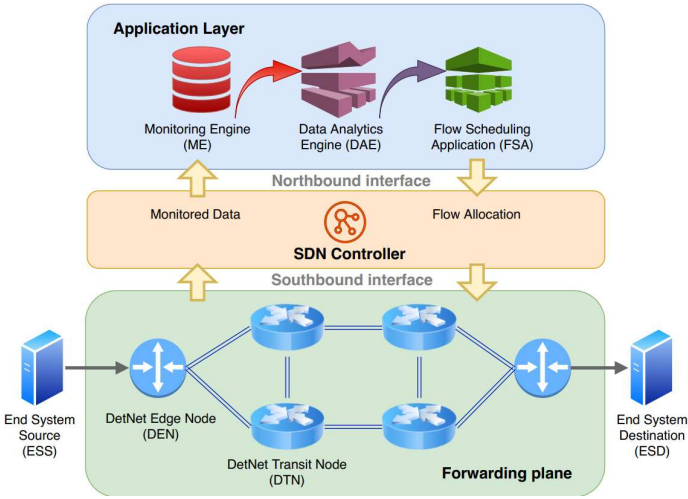 Application Layer
Monitoring Engine
(ME)
Data Analytics
Engine (DAE)
Flow Scheduling
Application (FSA)
Northbound interface
Monitored Data
Flow Allocation
SDN Controller
Southbound interface
End System
Source
(ESS)
DetNet Edge Node
(DEN)
DetNet Transit Node
(DTN)
End System
Destination
(ESD)
Forwarding plane